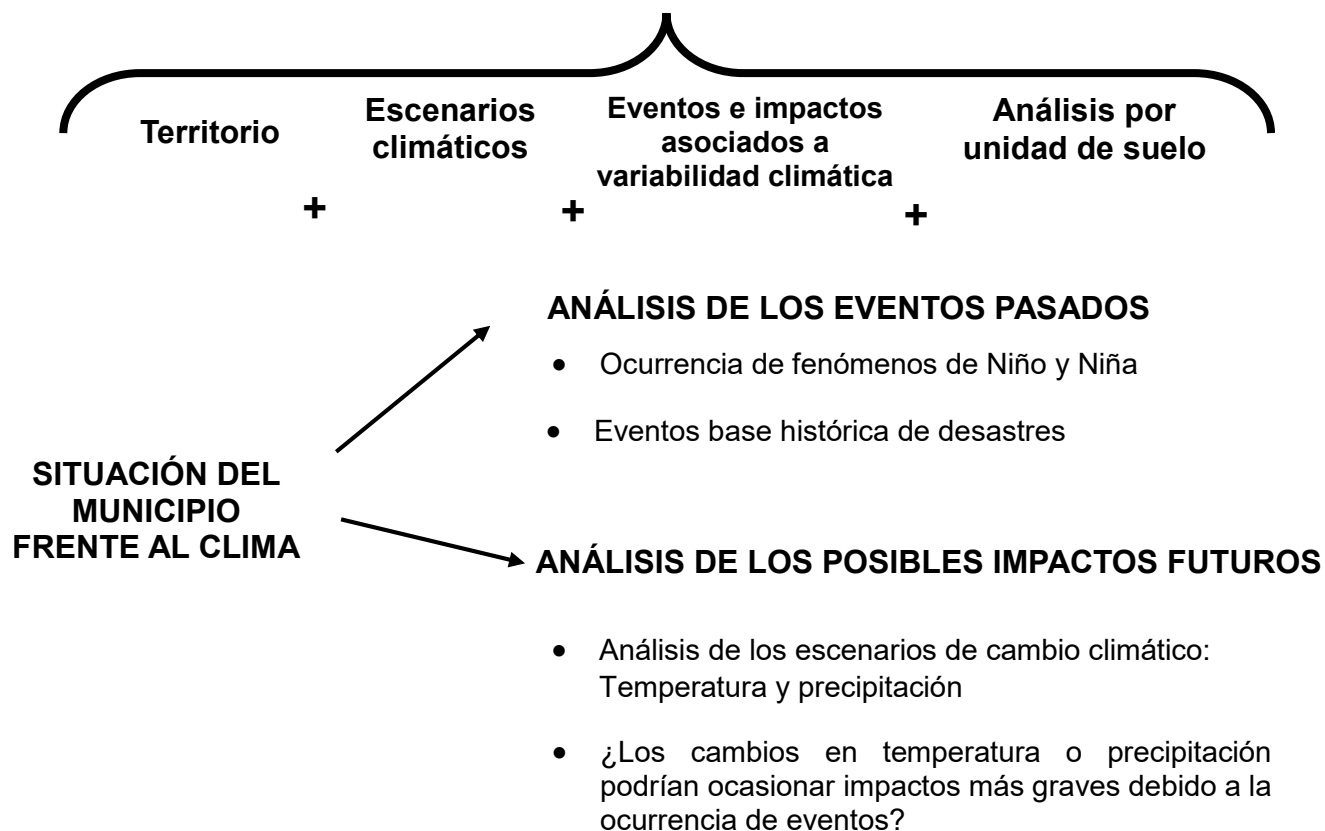 Territorio
Escenarios
climáticos
Eventos e impactos
asociados a
variabilidad climática
Análisis por
unidad de suelo
+
+
+
ANÁLISIS DE LOS EVENTOS PASADOS
• Ocurrencia de fenómenos de Niño y Niña
• Eventos base histórica de desastres
SITUACIÓN DEL
MUNICIPIO
FRENTE AL CLIMA
ANÁLISIS DE LOS POSIBLES IMPACTOS FUTUROS
• Análisis de los escenarios de cambio climático:
Temperatura y precipitación
• ¿Los cambios en temperatura o precipitación
podrían ocasionar impactos más graves debido a la
ocurrencia de eventos?